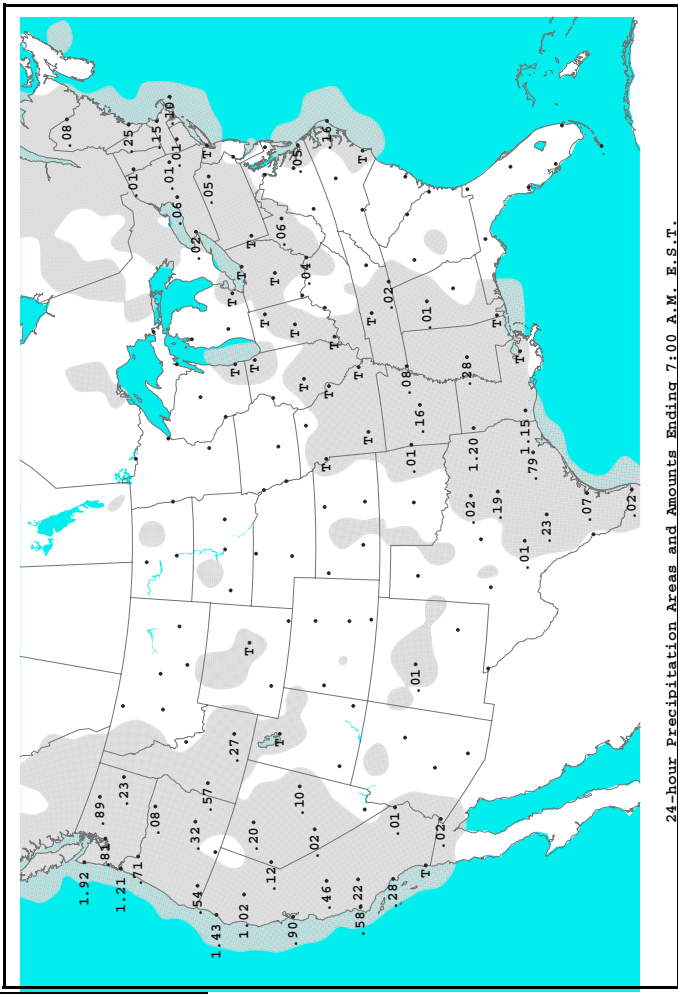 .08
1.92
.89
.81
1.21
.23
.25
.01
.71
.08
.15
.01
.10
.01
.06
.32
.02
.54
T
.57
.05
1.43
T
.27
T
T
1.02
T
T
.20
T
T
.12
T
T
.06
.90
T
.05
.10
T
.04
.02
T
.46
.16
T
T
.22
T
.58
T
T
T
.02
.28
.01
.08
.01
.01
.16
T
.01
.02
.28
.02
1.20
.19
T
T
.01
1.15
.79
.23
.07
.02
24-hour Precipitation Areas and Amounts Ending 7:00 A.M. E.S.T.